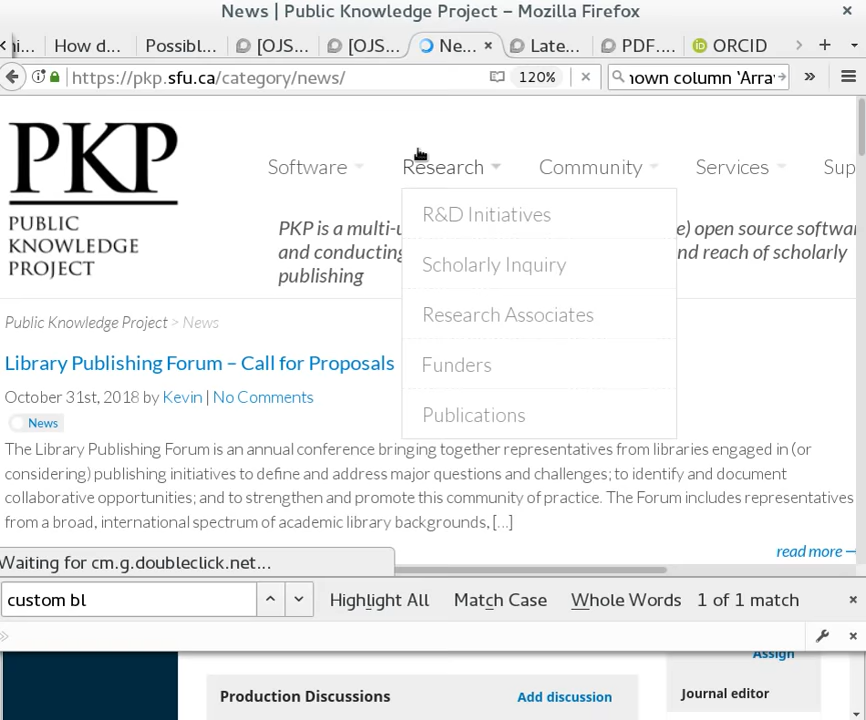 News | Public Knowledge Project – Mozilla Firefox
How d... Possibl... [OJS... [OJS... Ne... Late... PDF.... ORCID
https://pkp.sfu.ca/category/news/ 120% column 'Arra
PKP
PUBLIC
KNOWLEDGE
PROJECT
Software Research Community Services Sup
R&D Initiatives
Scholarly Inquiry
Research Associates
Funders
Publications
PKP is a multi-u e) open source softwar
and conducting nd reach of scholarly
publishing
Public Knowledge Project > News
Library Publishing Forum – Call for Proposals
October 31st, 2018 by Kevin | No Comments
News
The Library Publishing Forum is an annual conference bringing together representatives from libraries engaged in (or
considering) publishing initiatives to define and address major questions and challenges; to identify and document
collaborative opportunities; and to strengthen and promote this community of practice. The Forum includes representatives
from a broad, international spectrum of academic library backgrounds, [...]
read more
Waiting for cm.g.doubleclick.net...
custom bl Highlight All Match Case Whole Words 1 of 1 match
Assign
Production Discussions Add discussion Journal editor